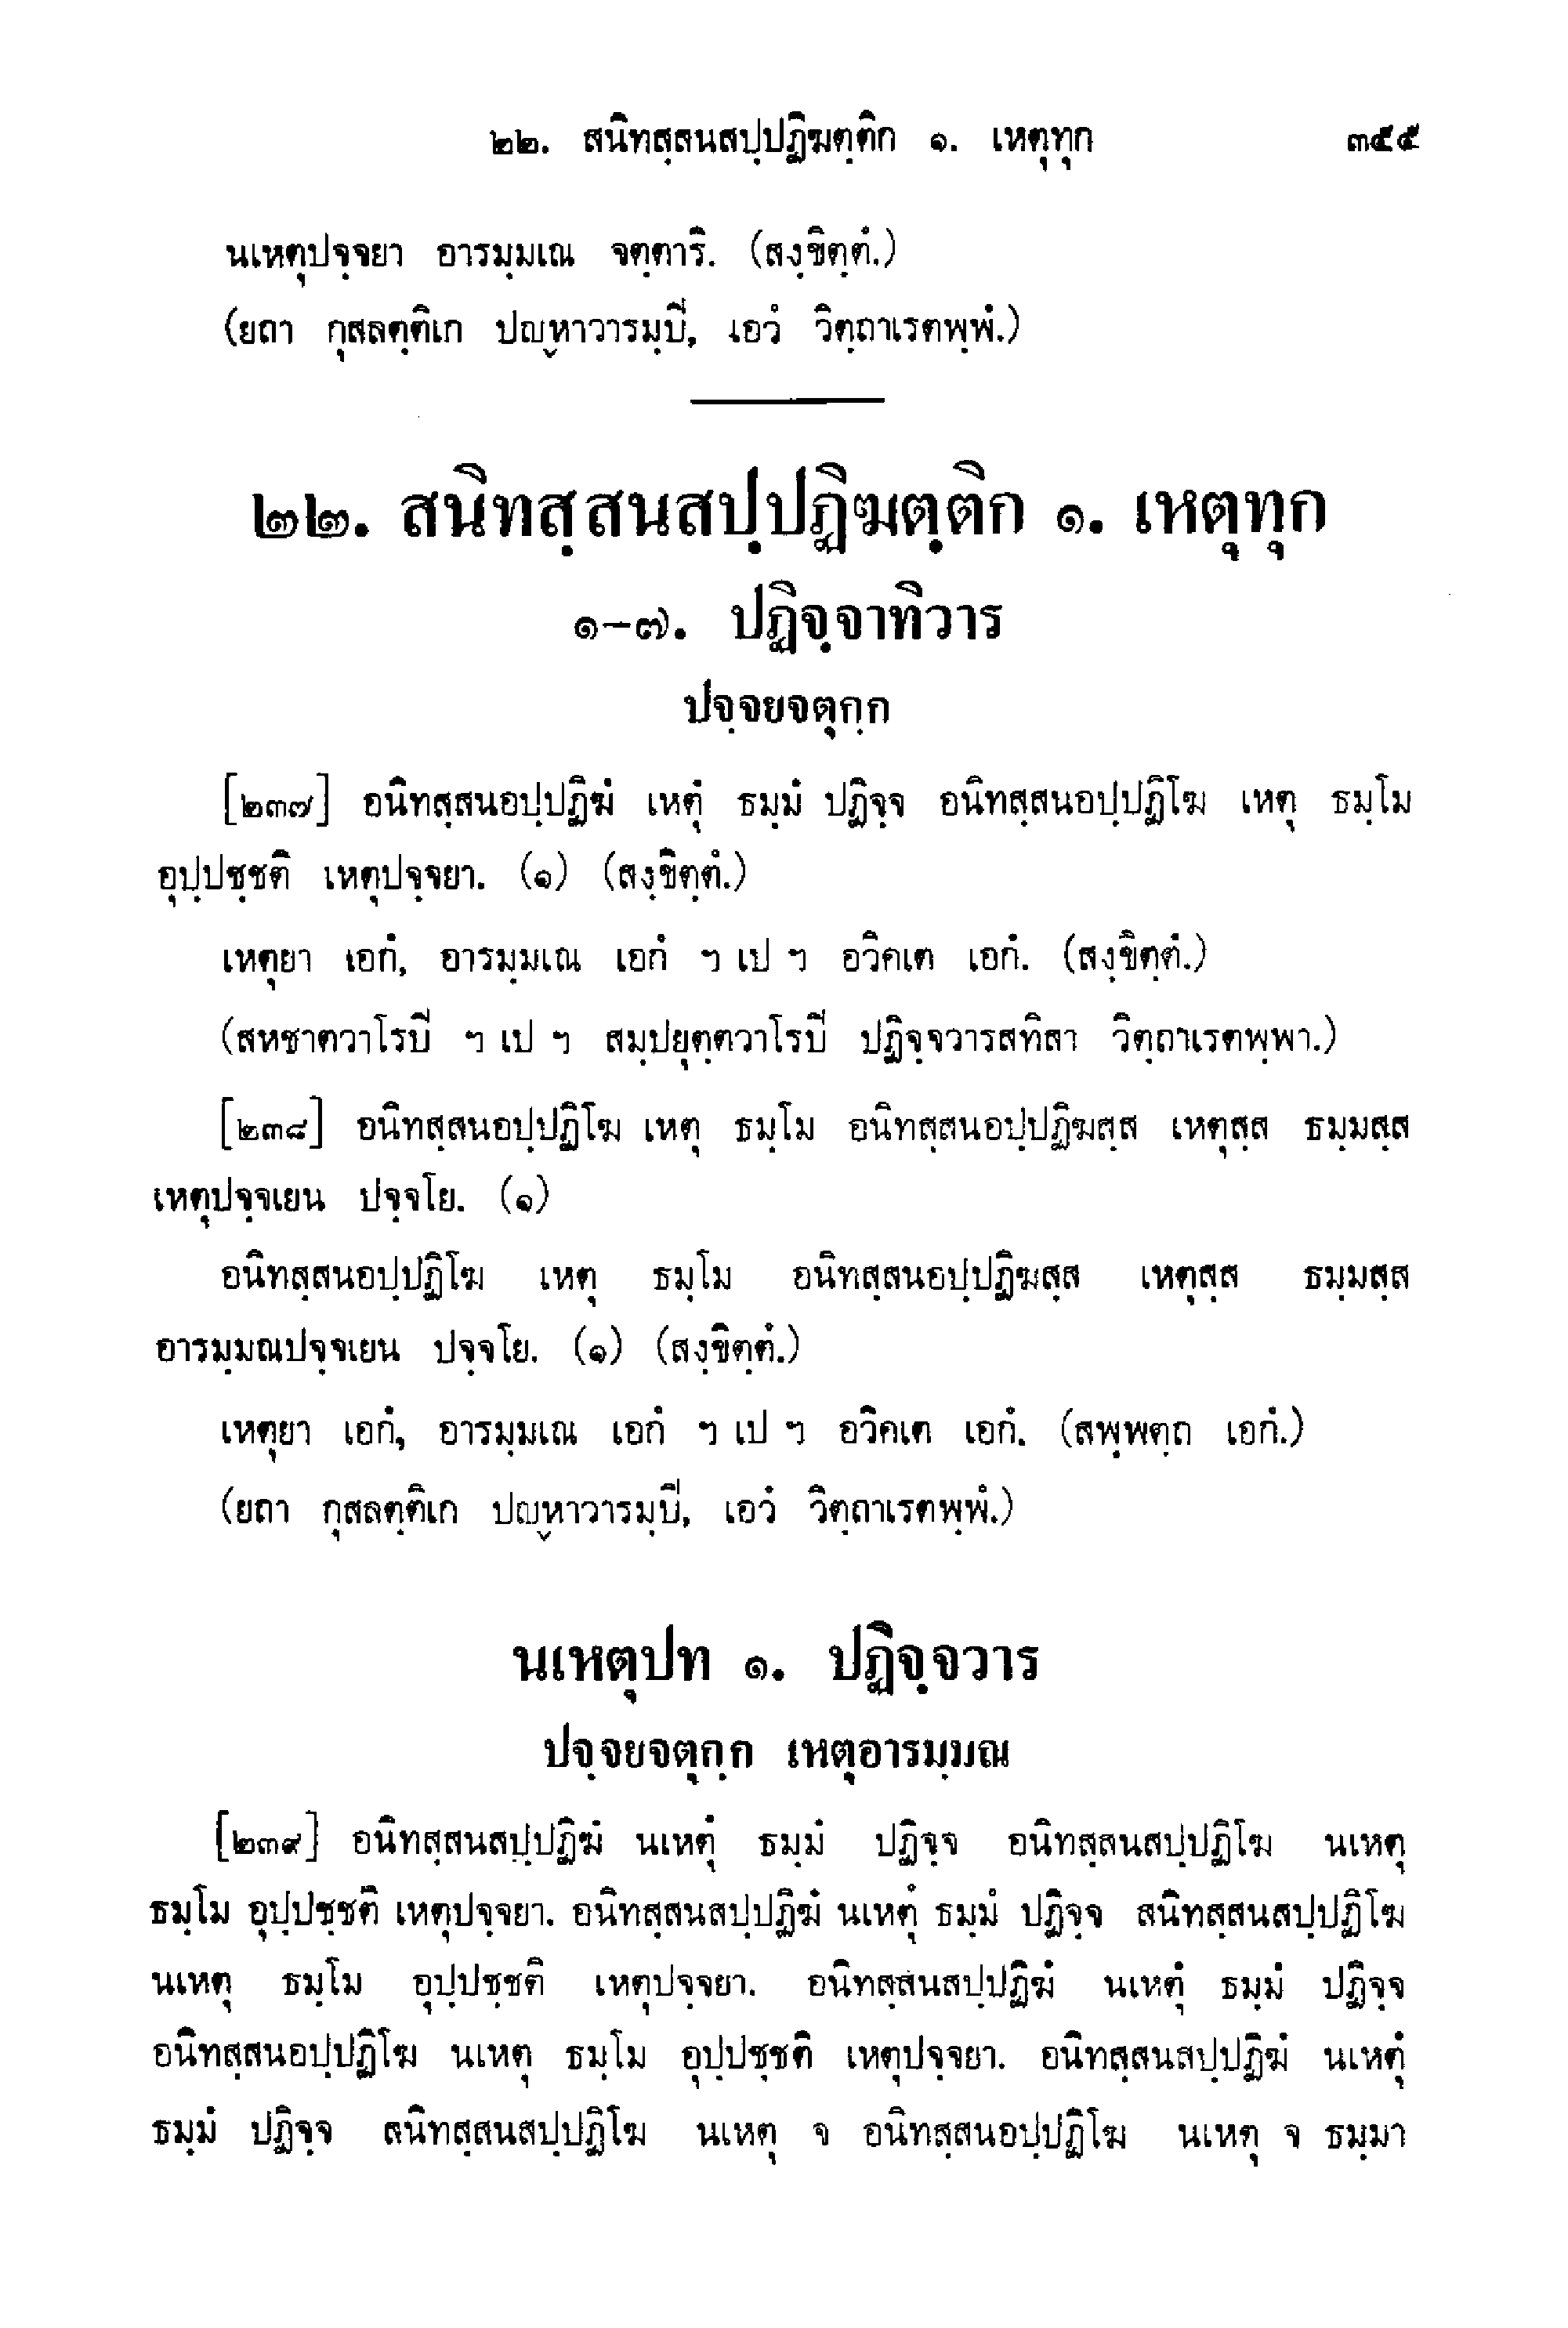 ๒๒. สนิทสฺสนสปฺปฏิฆตฺติก ๑. เหตุทุก ๓๕๕
นเหตุปจฺจยา อารมฺมเณ จตฺตาริ. (สงฺขิตฺตํ.)
(ยถา กุสลตฺติเก ปญฺหาวารมฺปิ, เอวํ วิตฺถาเรตพฺพํ.)
๒๒. สนิทสฺสนสปฺปฏิฆตฺติก ๑. เหตุทุก
๑-๗. ปฏิจฺจาทิวาร
ปจฺจยจตุกฺก
[๒๓๗] อนิทสฺสนอปฺปฏิฆํ เหตุํ ธมฺมํ ปฏิจฺจ อนิทสฺสนอปฺปฏิโฆ เหตุ ธมฺโม
อุปฺปชฺชติ เหตุปจฺจยา. (๑) (สงฺขิตฺตํ.)
เหตุยา เอกํ, อารมฺมเณ เอกํ ฯ เป ฯ อวิคเต เอกํ. (สงฺขิตฺตํ.)
(สหชาตวาโรปิ ฯ เป ฯ สมฺปยุตฺตวาโรปิ ปฏิจฺจวารสทิสา วิตฺถาเรตพฺพา.)
[๒๓๘] อนิทสฺสนอปฺปฏิโฆ เหตุ ธมฺโม อนิทสฺสนอปฺปฏิฆสฺส เหตุสฺส ธมฺมสฺส
เหตุปจฺจเยน ปจฺจโย. (๑)
อนิทสฺสนอปฺปฏิโฆ เหตุ ธมฺโม อนิทสฺสนอปฺปฏิฆสฺส เหตุสฺส ธมฺมสฺส
อารมฺมณปจฺจเยน ปจฺจโย. (๑) (สงฺขิตฺตํ.)
เหตุยา เอกํ, อารมฺมเณ เอกํ ฯ เป ฯ อวิคเต เอกํ. (สพฺพตฺถ เอกํ.)
(ยถา กุสลตฺติเก ปญฺหาวารมฺปิ, เอวํ วิตฺถาเรตพฺพํ.)
นเหตุปท ๑. ปฏิจฺจวาร
ปจฺจยจตุกฺก เหตุอารมฺมณ
[๒๓๙] อนิทสฺสนสปฺปฏิฆํ นเหตุํ ธมฺมํ ปฏิจฺจ อนิทสฺสนสปฺปฏิโฆ นเหตุ
ธมฺโม อุปฺปชฺชติ เหตุปจฺจยา. อนิทสฺสนสปฺปฏิฆํ นเหตุํ ธมฺมํ ปฏิจฺจ สนิทสฺสนสปฺปฏิโฆ
นเหตุ ธมฺโม อุปฺปชฺชติ เหตุปจฺจยา. อนิทสฺสนสปฺปฏิฆํ นเหตุํ ธมฺมํ ปฏิจฺจ
อนิทสฺสนอปฺปฏิโฆ นเหตุ ธมฺโม อุปฺปชฺชติ เหตุปจฺจยา. อนิทสฺสนสปฺปฏิฆํ นเหตุํ
ธมฺมํ ปฏิจฺจ สนิทสฺสนสปฺปฏิโฆ นเหตุ จ อนิทสฺสนอปฺปฏิโฆ นเหตุ จ ธมฺมา